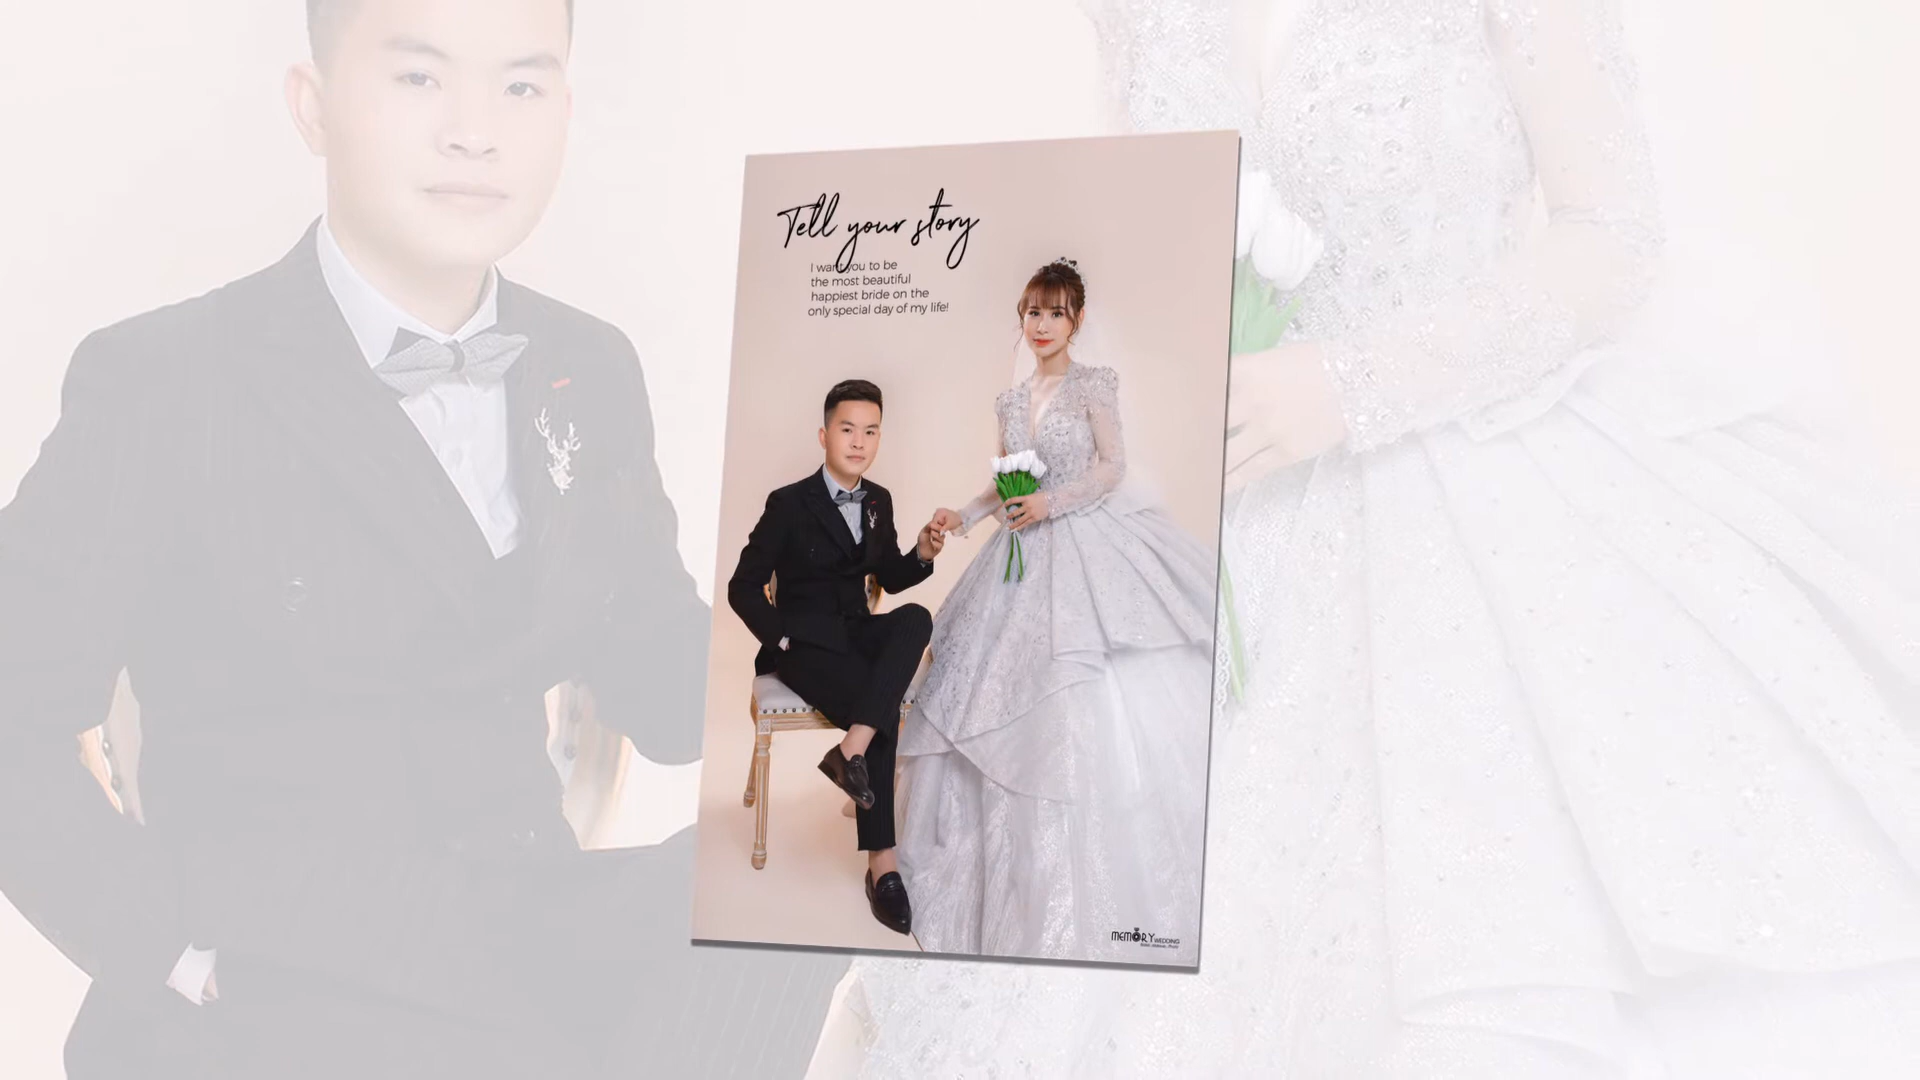 Tell your story
I want you to be
the most beautiful
happiest bride on the
only special day of my life!
MEMORY WEDDING